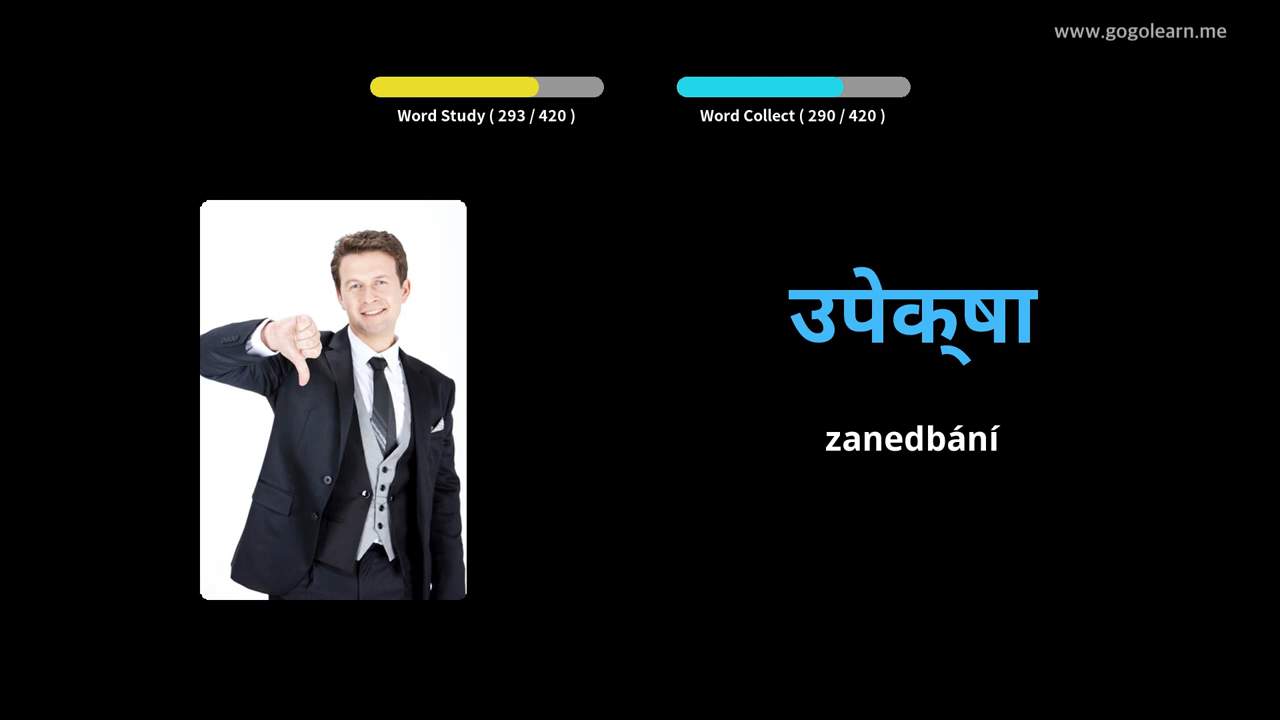 www.gogolearn.me
Word Study ( 293 / 420 )
Word Collect ( 290 / 420 )
उपेक्‌षा
zanedbání